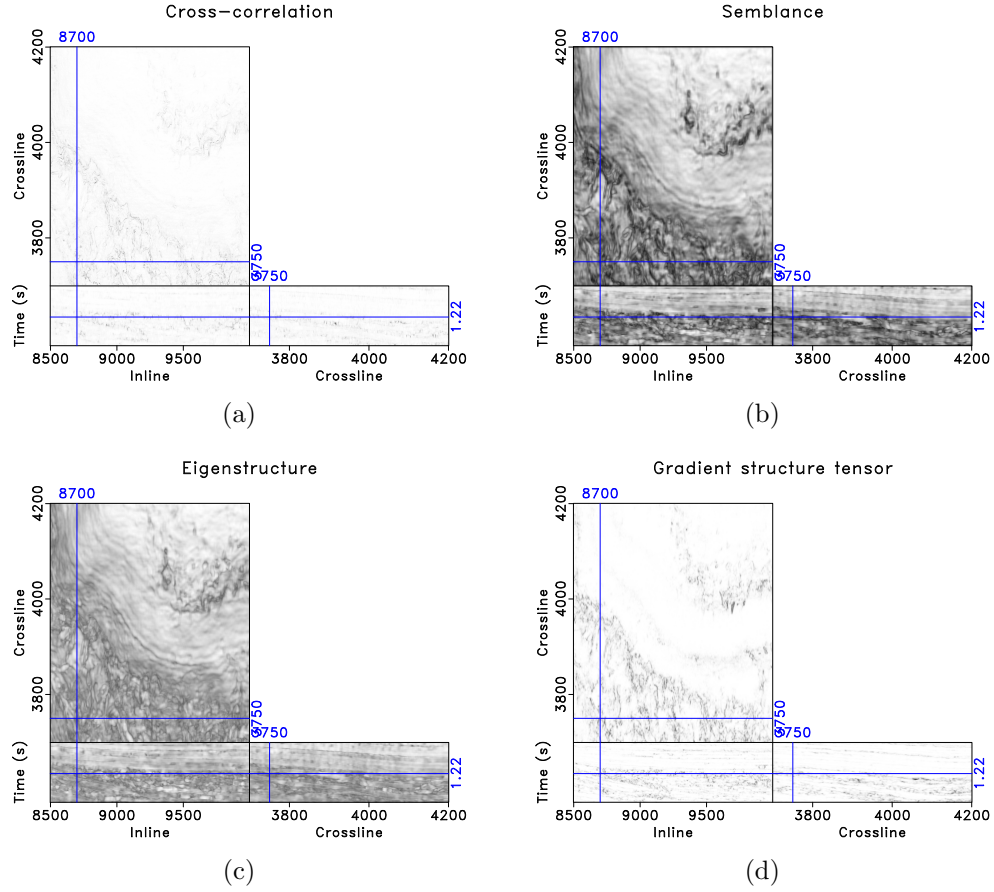 Cross-correlation
8700
4200
4000
3800
Crossline
3750
3750
Time (s)
1.22
8500 9000 9500 3800 4000 4200
Inline Crossline
(a)
Semblance
8700
4200
4000
3800
Crossline
3750
3750
Time (s)
1.22
8500 9000 9500 3800 4000 4200
Inline Crossline
(b)
Eigenstructure
8700
4200
4000
3800
Crossline
3750
3750
Time (s)
1.22
8500 9000 9500 3800 4000 4200
Inline Crossline
(c)
Gradient structure tensor
8700
4200
4000
3800
Crossline
3750
3750
Time (s)
1.22
8500 9000 9500 3800 4000 4200
Inline Crossline
(d)